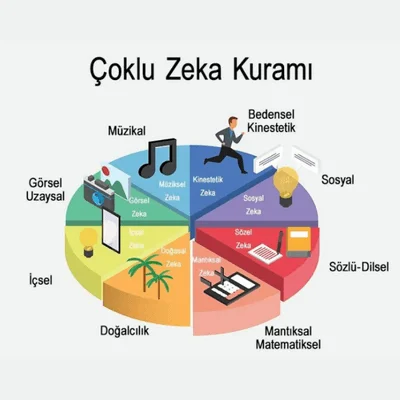 Çoklu Zeka Kuramı
Bedensel
Kinestetik
Müzikal
Sosyal
Görsel
Uzaysal
Müziksel
Zeka
Kinestetik
Zeka
Görsel
Zeka
Sosyal
Zeka
İçsel
Zeka
Doğasal
Zeka
Sözel
Zeka
Mantıksal
Zeka
İçsel
Sözlü-Dilsel
Doğalcılık
Mantıksal
Matematiksel